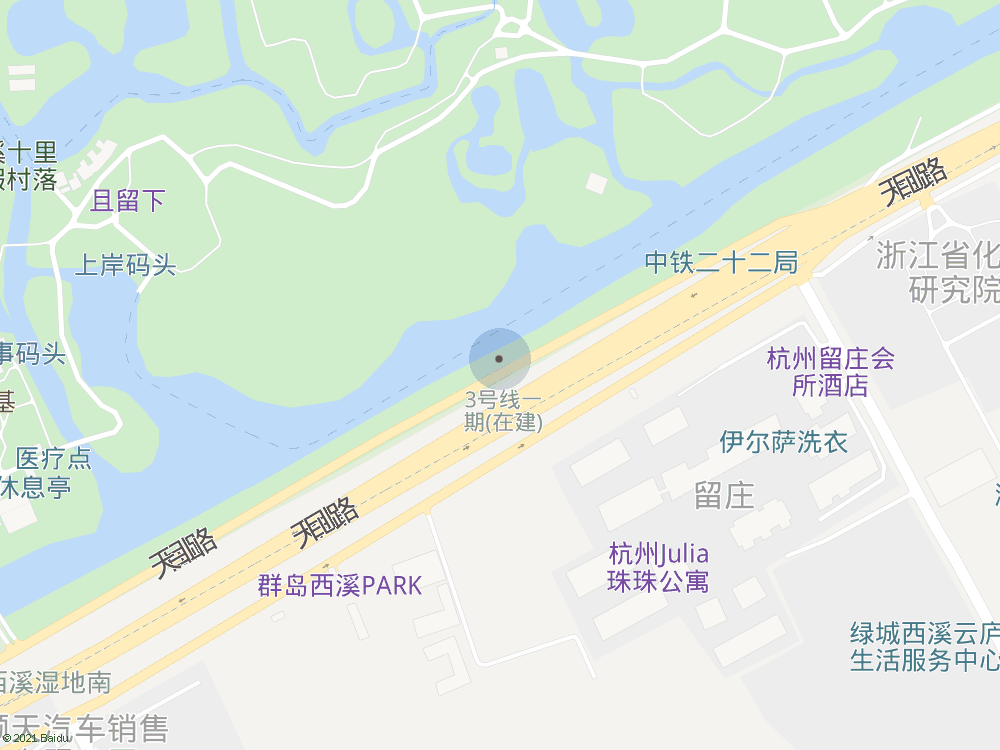 溪十里
假村落
且留下
上岸码头
事码头
基
医疗点
休息亭
天目山路
中铁二十二局
浙江省化
研究院
3号线一
期(在建)
杭州留庄会
所酒店
伊尔萨洗衣
留庄
天目山路
天目山路
杭州Julia
珠珠公寓
群岛西溪PARK
绿城西溪云庐
生活服务中心
西溪湿地南
顺天汽车销售
© 2021 Baidu